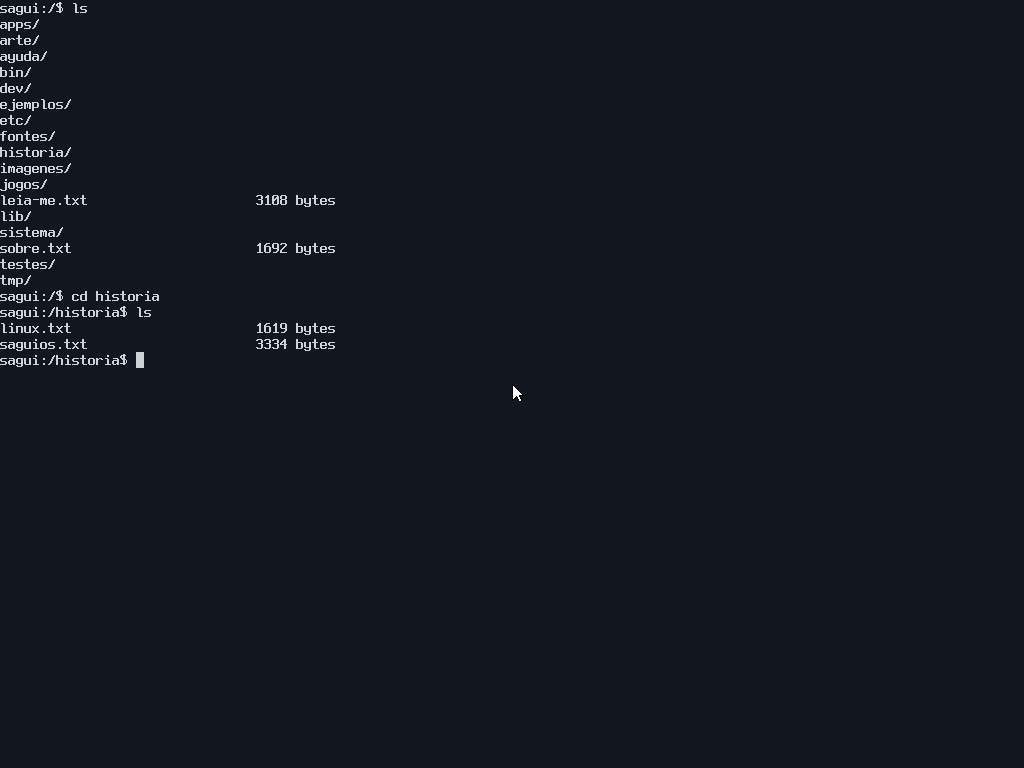 sagui:/$ ls
apps/
arte/
ayuda/
bin/
dev/
ejemplos/
etc/
fontes/
historia/
imagenes/
jogos/
leia-me.txt 3108 bytes
lib/
sistema/
sobre.txt 1692 bytes
testes/
tmp/
sagui:/$ cd historia
sagui:/historia$ ls
linux.txt 1619 bytes
saguios.txt 3334 bytes
sagui:/historia$